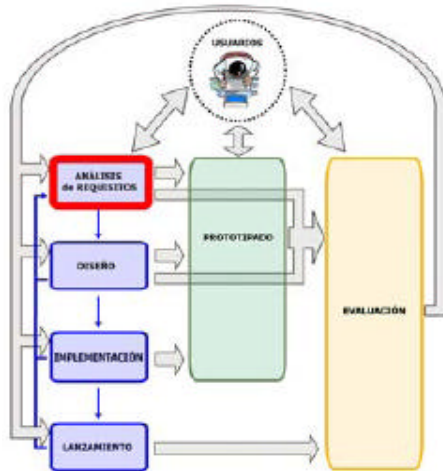 USUARIOS
ANÁLISIS
de REQUISITOS
PROTOTIPADO
DISEÑO
EVALUACIÓN
IMPLEMENTACIÓN
LANZAMIENTO